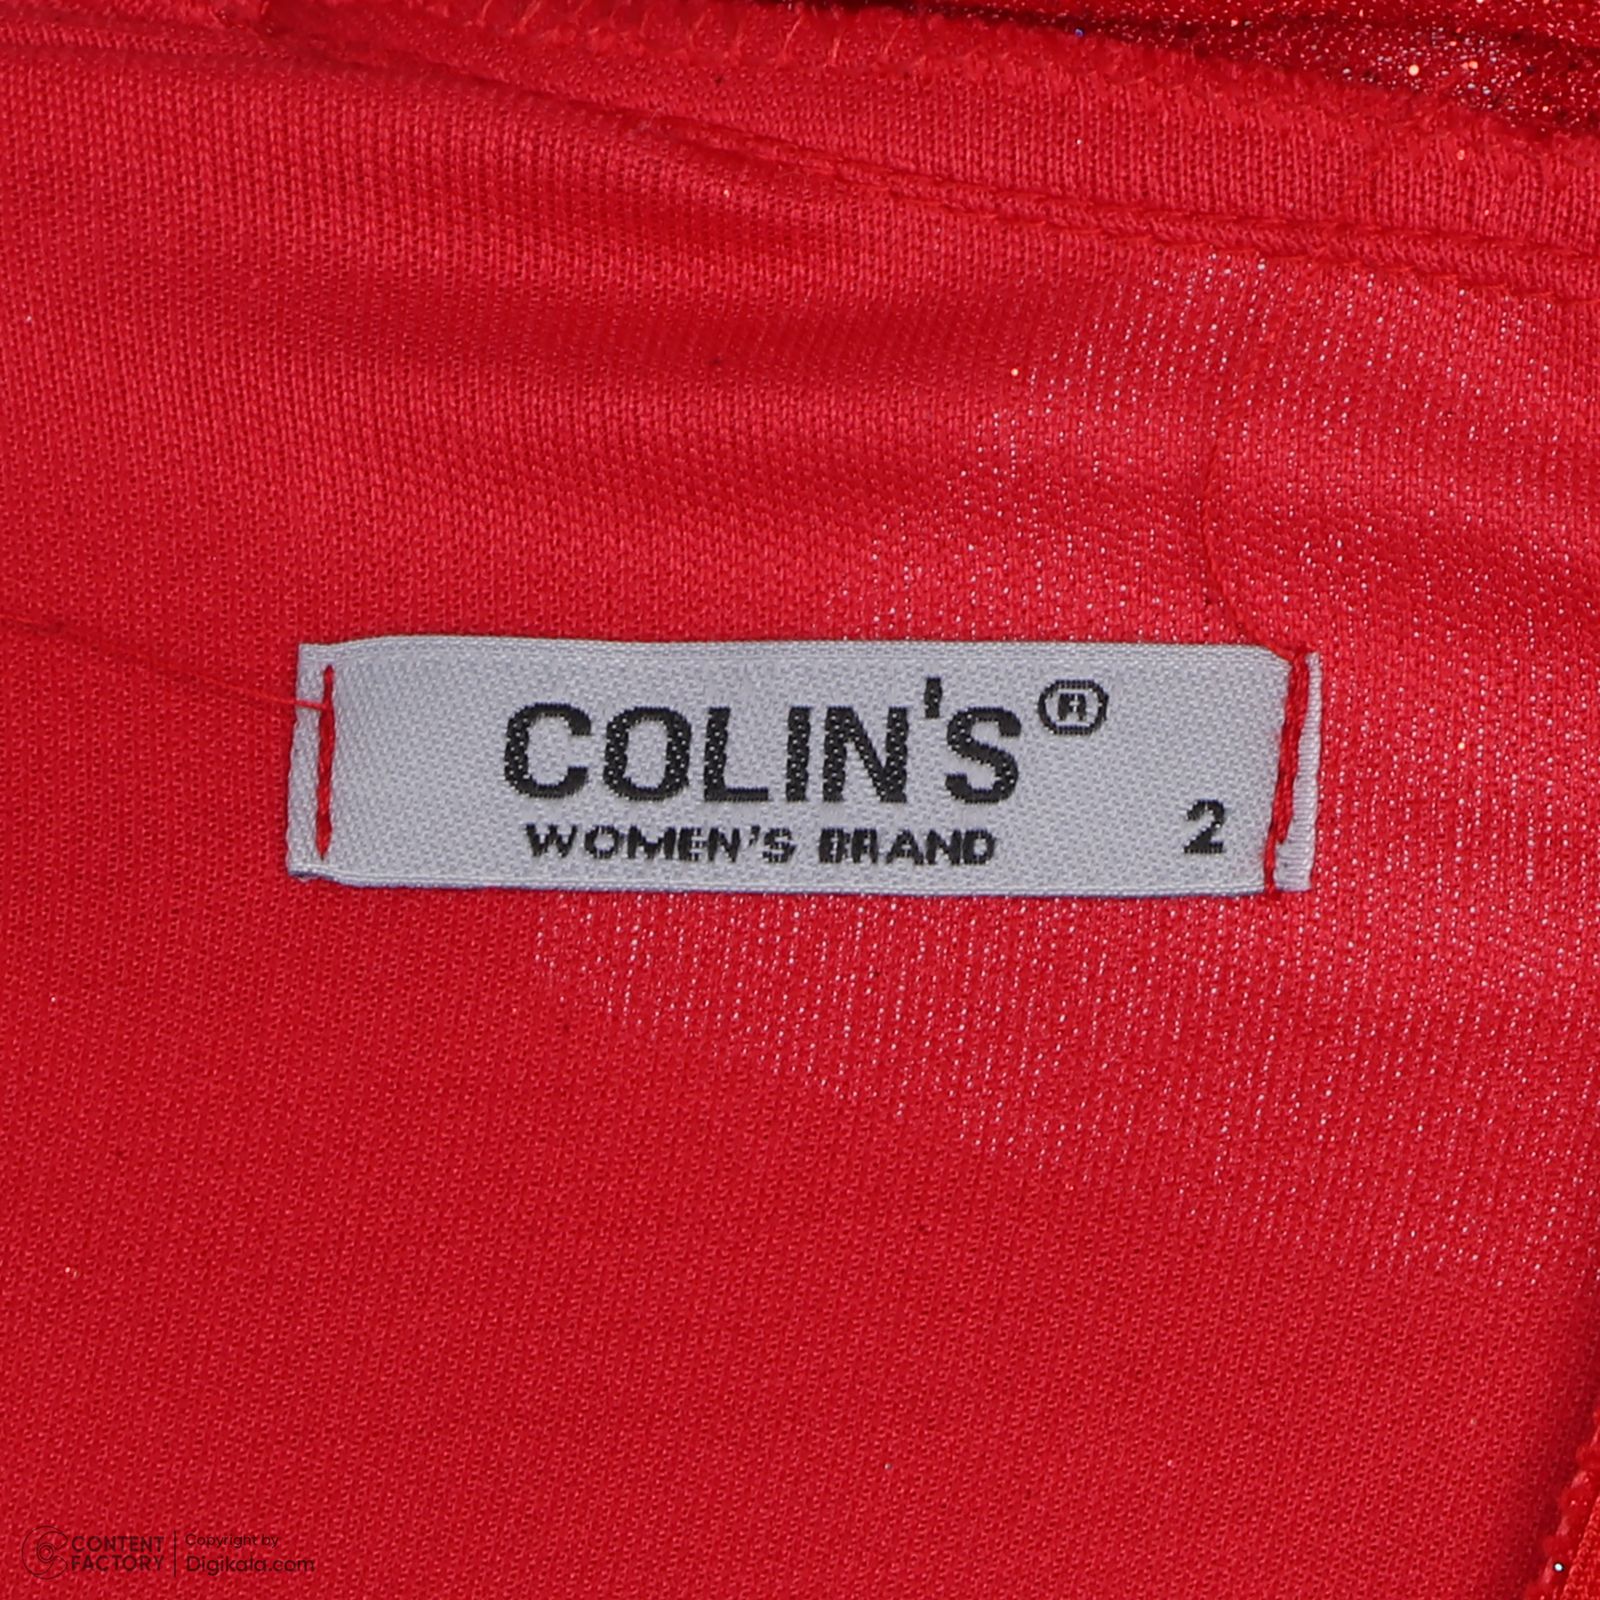 COLIN'S®
WOMEN'S BRAND
2
CONTENT
FACTORY
Copyright by
Digikala.com